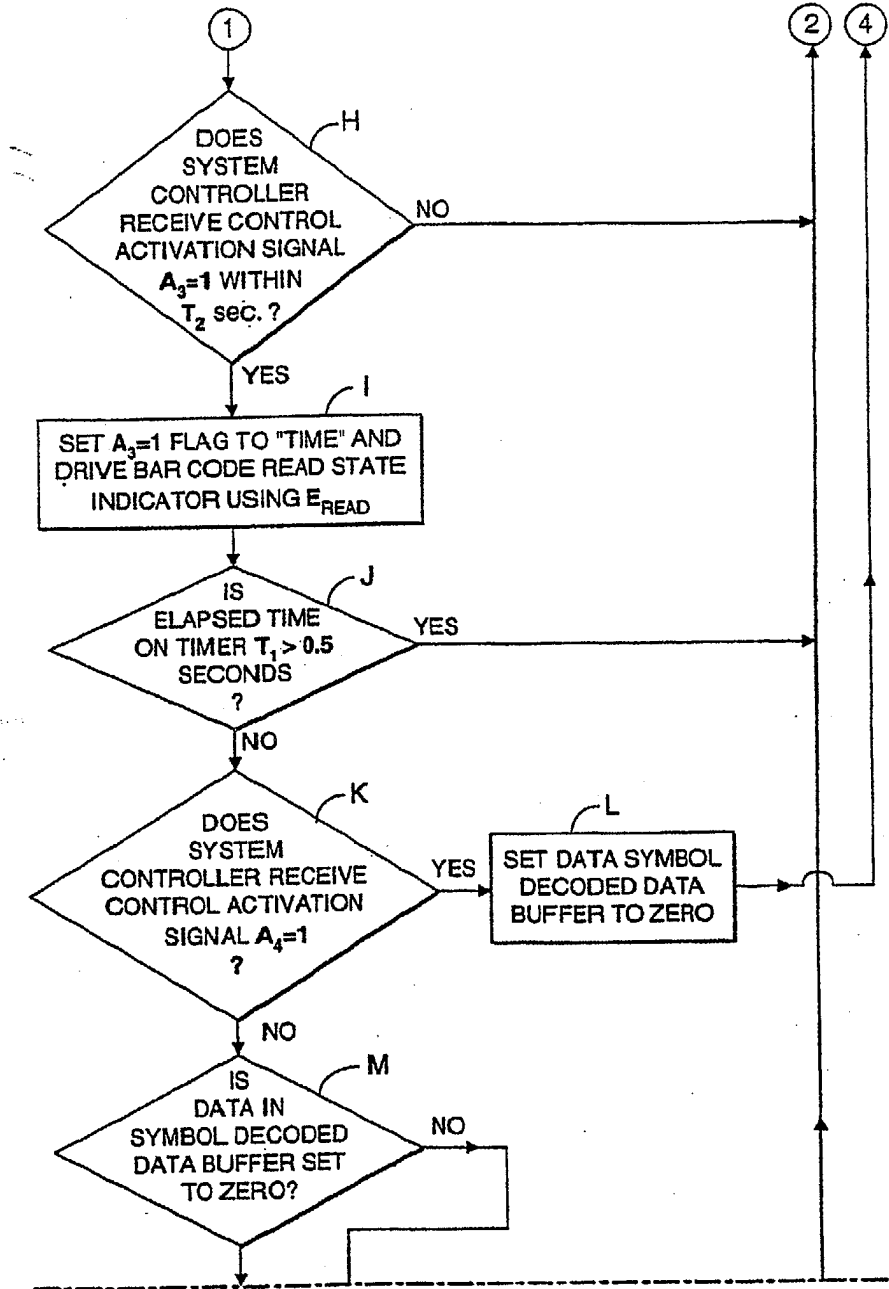 1
2
4
H
DOES
SYSTEM
CONTROLLER
RECEIVE CONTROL
ACTIVATION SIGNAL
A₃=1 WITHIN
T₂ sec.?
NO
YES
I
SET A₃=1 FLAG TO "TIME" AND
DRIVE BAR CODE READ STATE
INDICATOR USING E_READ
J
IS
ELAPSED TIME
ON TIMER T₁ > 0.5
SECONDS
?
YES
NO
K
DOES
SYSTEM
CONTROLLER RECEIVE
CONTROL ACTIVATION
SIGNAL A₄=1
?
YES
L
SET DATA SYMBOL
DECODED DATA
BUFFER TO ZERO
NO
M
IS
DATA IN
SYMBOL DECODED
DATA BUFFER SET
TO ZERO?
NO